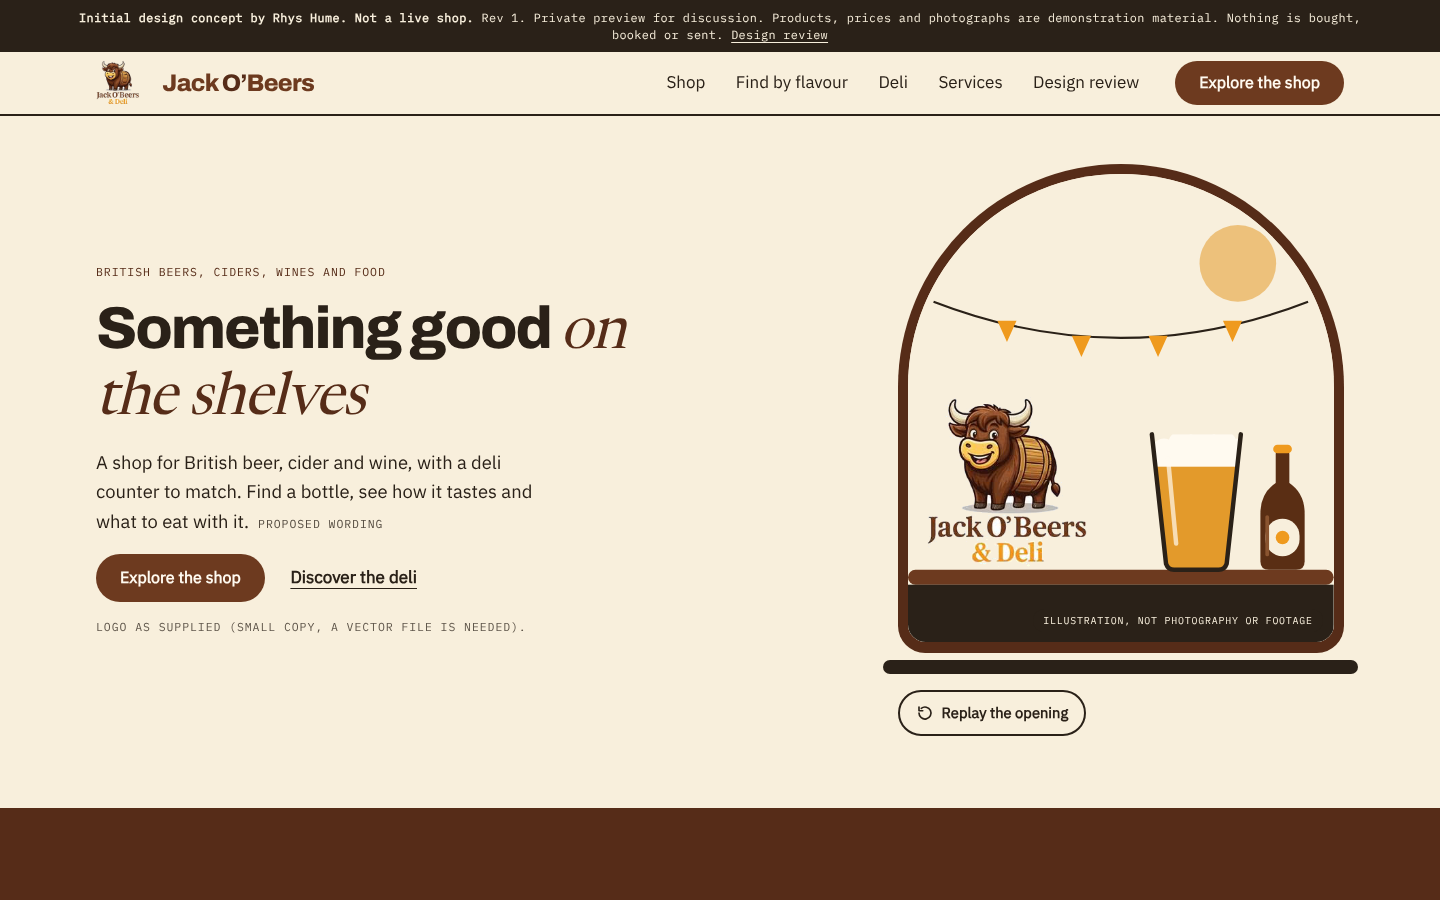 Initial design concept by Rhys Hume. Not a live shop. Rev 1. Private preview for discussion. Products, prices and photographs are demonstration material. Nothing is bought,
booked or sent. Design review
Jack O'Beers
& Deli
Jack O’Beers
Shop
Find by flavour
Deli
Services
Design review
Explore the shop
BRITISH BEERS, CIDERS, WINES AND FOOD
Something good on
the shelves
A shop for British beer, cider and wine, with a deli
counter to match. Find a bottle, see how it tastes and
what to eat with it. PROPOSED WORDING
Explore the shop
Discover the deli
LOGO AS SUPPLIED (SMALL COPY, A VECTOR FILE IS NEEDED).
Jack O’Beers
& Deli
ILLUSTRATION, NOT PHOTOGRAPHY OR FOOTAGE
Replay the opening